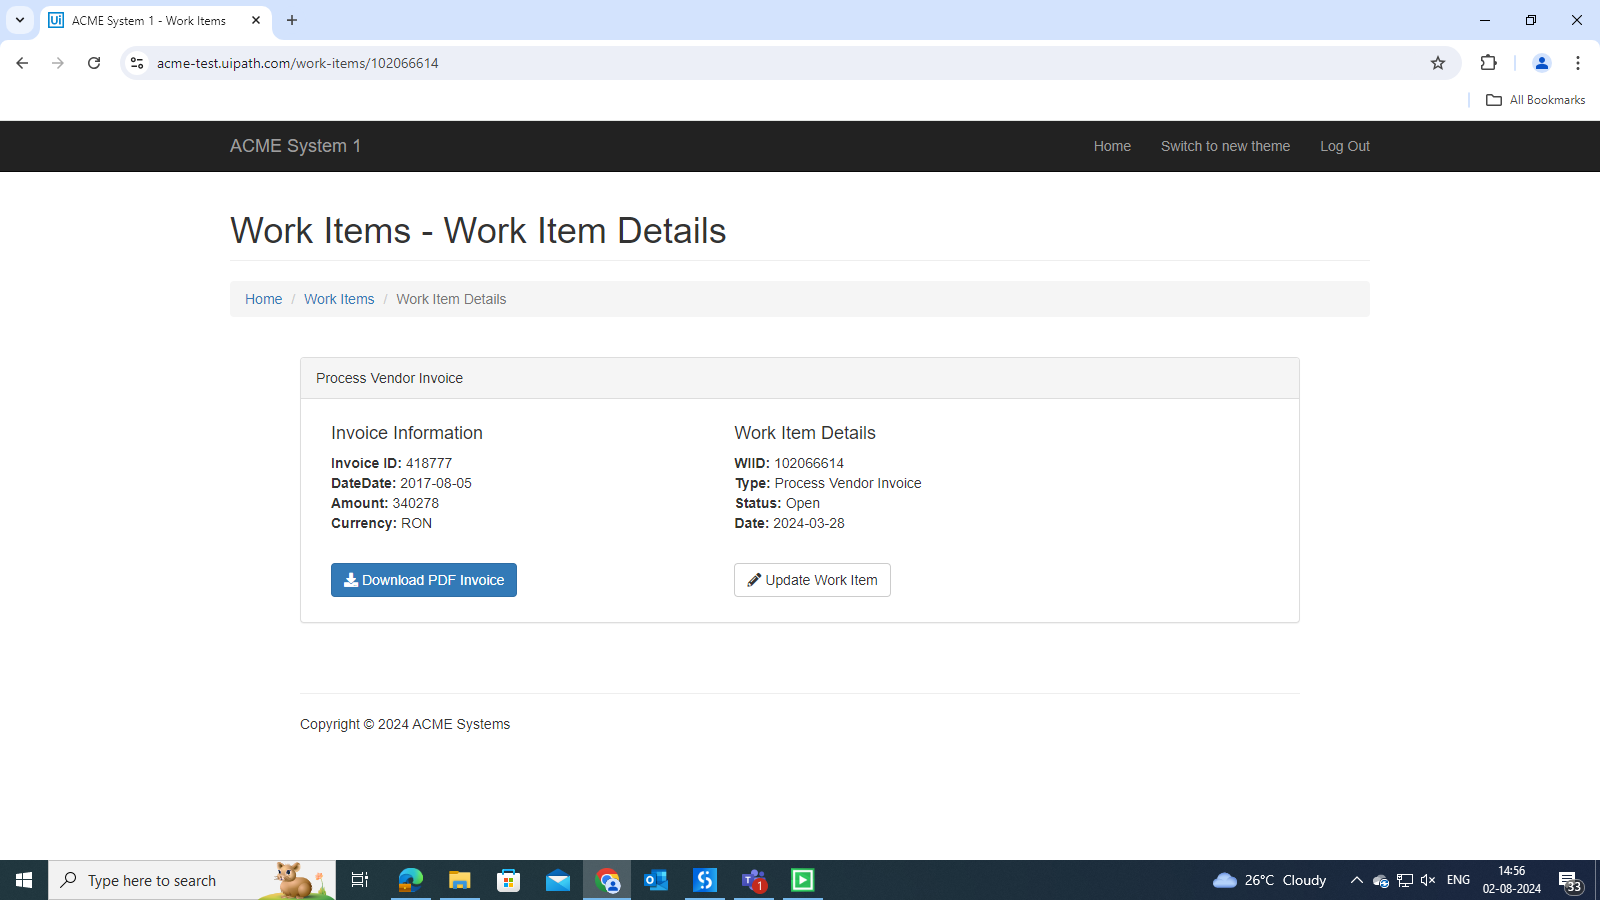 Ui ACME System 1 - Work Items
acme-test.uipath.com/work-items/102066614
All Bookmarks
ACME System 1 Home Switch to new theme Log Out
Work Items - Work Item Details
Home / Work Items / Work Item Details
Process Vendor Invoice
Invoice Information
Invoice ID: 418777
DateDate: 2017-08-05
Amount: 340278
Currency: RON
Download PDF Invoice
Work Item Details
WIID: 102066614
Type: Process Vendor Invoice
Status: Open
Date: 2024-03-28
Update Work Item
Copyright © 2024 ACME Systems
Type here to search
1
26°C Cloudy
ENG
14:56
02-08-2024
33